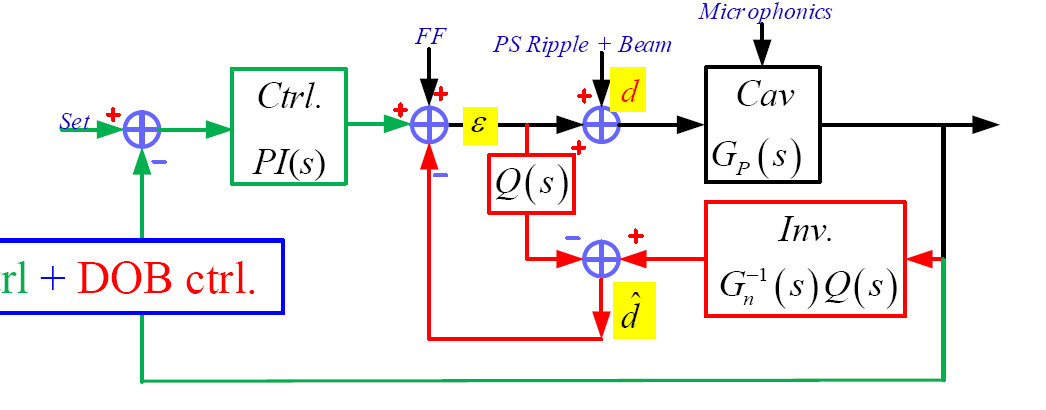 Microphonics
FF
PS Ripple + Beam
Set
+
−
Ctrl.
PI(s)
+
+
−
ε
+
+
d
Cav
G_P(s)
Q(s)
−
+
Inv.
G_n^{-1}(s)Q(s)
rl + DOB ctrl.
d̂